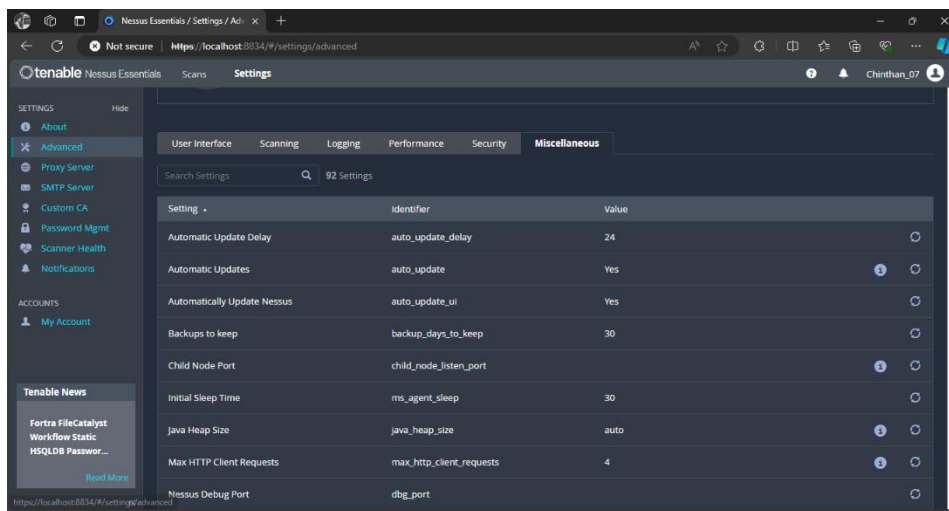 Nessus Essentials / Settings / Adv
Not secure https://localhost:8834/#/settings/advanced
tenable Nessus Essentials Scans Settings Chinthan_07
SETTINGS Hide
About
Advanced
Proxy Server
SMTP Server
Custom CA
Password Mgmt
Scanner Health
Notifications
ACCOUNTS
My Account
Tenable News
Fortra FileCatalyst
Workflow Static
HSQLDB Passwor...
Read More
https://localhost:8834/#/settings/advanced
User Interface Scanning Logging Performance Security Miscellaneous
Search Settings 92 Settings
Setting Identifier Value
Automatic Update Delay auto_update_delay 24
Automatic Updates auto_update Yes
Automatically Update Nessus auto_update_ui Yes
Backups to keep backup_days_to_keep 30
Child Node Port child_node_listen_port
Initial Sleep Time ms_agent_sleep 30
Java Heap Size java_heap_size auto
Max HTTP Client Requests max_http_client_requests 4
Nessus Debug Port dbg_port